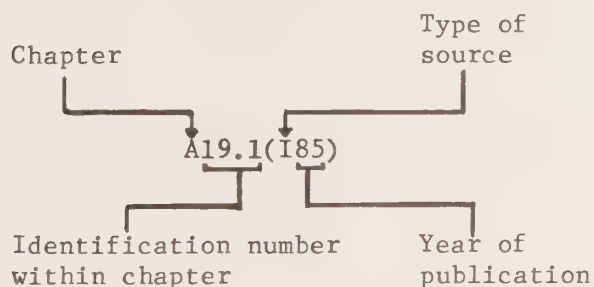 Chapter
Type of
source
A19.1(I85)
Identification number
within chapter
Year of
publication